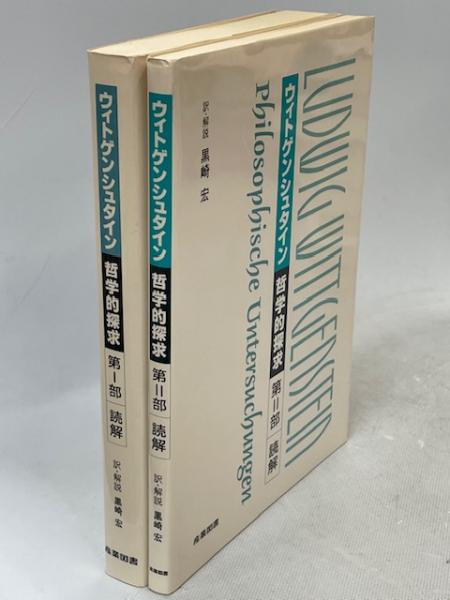 ウィトゲンシュタイン 哲学的探求 第I部 読解
訳・解説 黒崎 宏
産業図書
ウィトゲンシュタイン 哲学的探求 第II部 読解
訳・解説 黒崎 宏
産業図書
訳・解説 黒崎 宏
Philosophische Untersuchungen
ウィトゲンシュタイン 哲学的探求 第II部 読解
LUDWIG WITTGENSTEIN